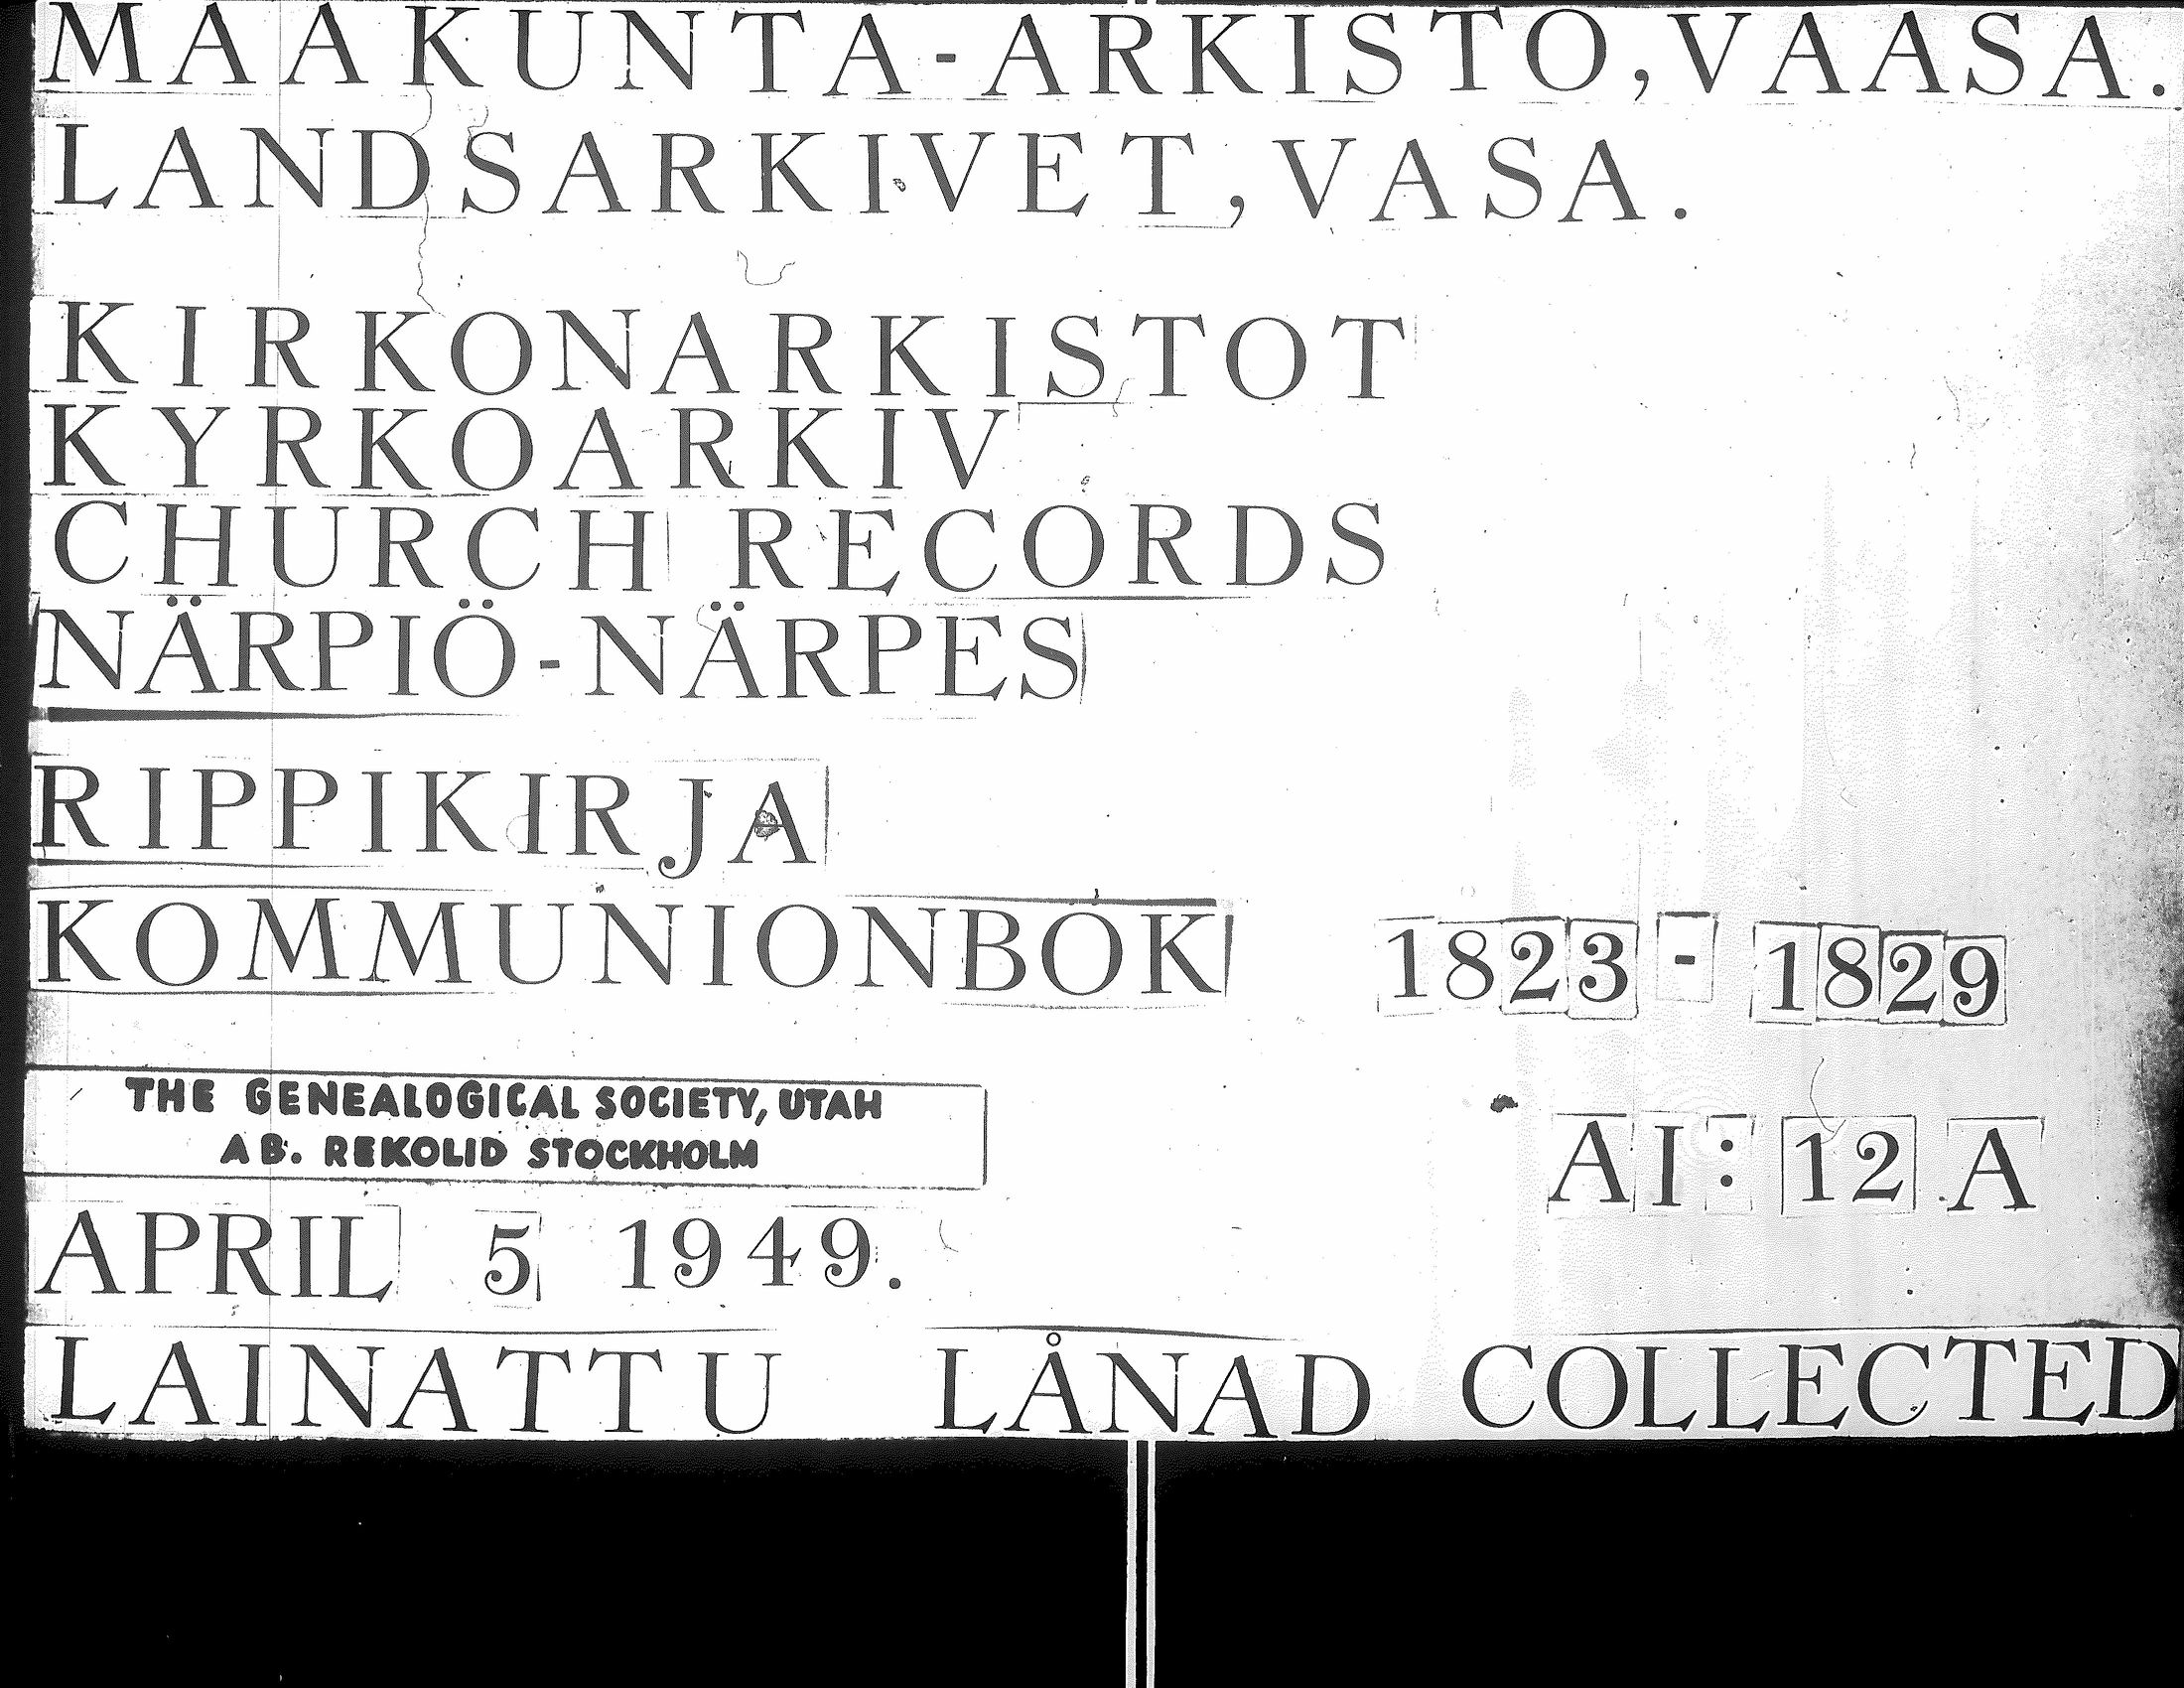 MAAKUNTA-ARKISTO, VAASA.
LANDSARKIVET, VASA.
KIRKONARKISTOT
KYRKOARKIV
CHURCH RECORDS
NÄRPIÖ-NÄRPES
RIPPIKIRJA
KOMMUNIONBOK 1823 - 1829
THE GENEALOGICAL SOCIETY, UTAH
AB. REKOLID STOCKHOLM
AI: 12 A
APRIL 5 1949.
LAINATTU LÅNAD COLLECTED